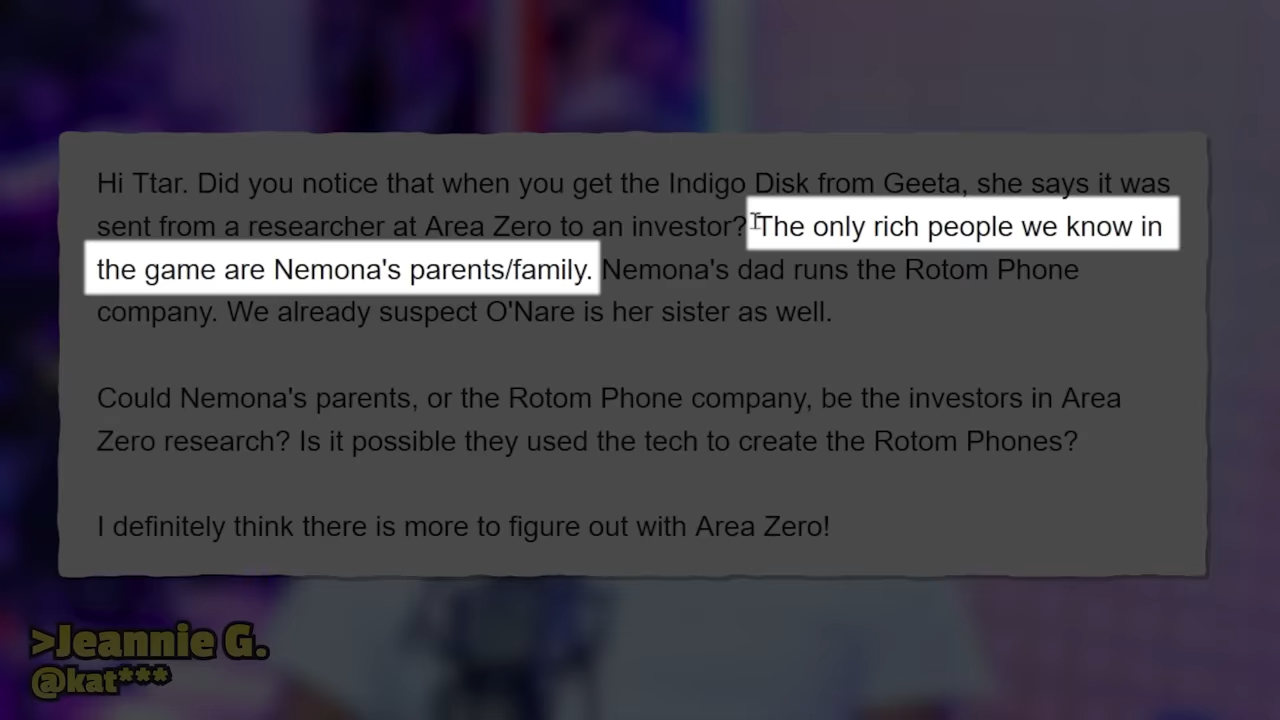 Hi Ttar. Did you notice that when you get the Indigo Disk from Geeta, she says it was
sent from a researcher at Area Zero to an investor? The only rich people we know in
the game are Nemona's parents/family. Nemona's dad runs the Rotom Phone
company. We already suspect O'Nare is her sister as well.
Could Nemona's parents, or the Rotom Phone company, be the investors in Area
Zero research? Is it possible they used the tech to create the Rotom Phones?
I definitely think there is more to figure out with Area Zero!
>Jeannie G.
@kat***